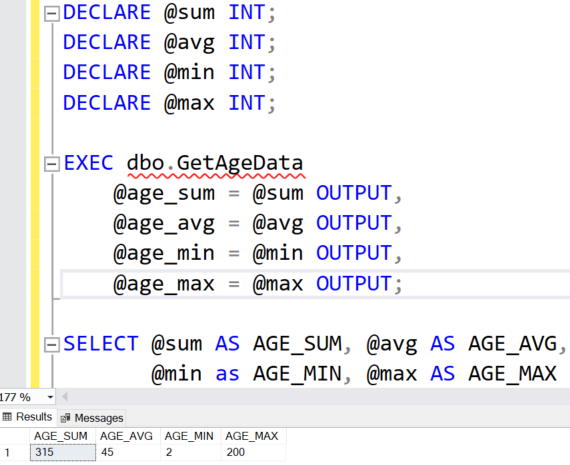 DECLARE @sum INT;
DECLARE @avg INT;
DECLARE @min INT;
DECLARE @max INT;
EXEC dbo.GetAgeData
@age_sum = @sum OUTPUT,
@age_avg = @avg OUTPUT,
@age_min = @min OUTPUT,
@age_max = @max OUTPUT;
SELECT @sum AS AGE_SUM, @avg AS AGE_AVG,
@min as AGE_MIN, @max AS AGE_MAX
177 %
Results Messages
AGE_SUM AGE_AVG AGE_MIN AGE_MAX
1 315 45 2 200